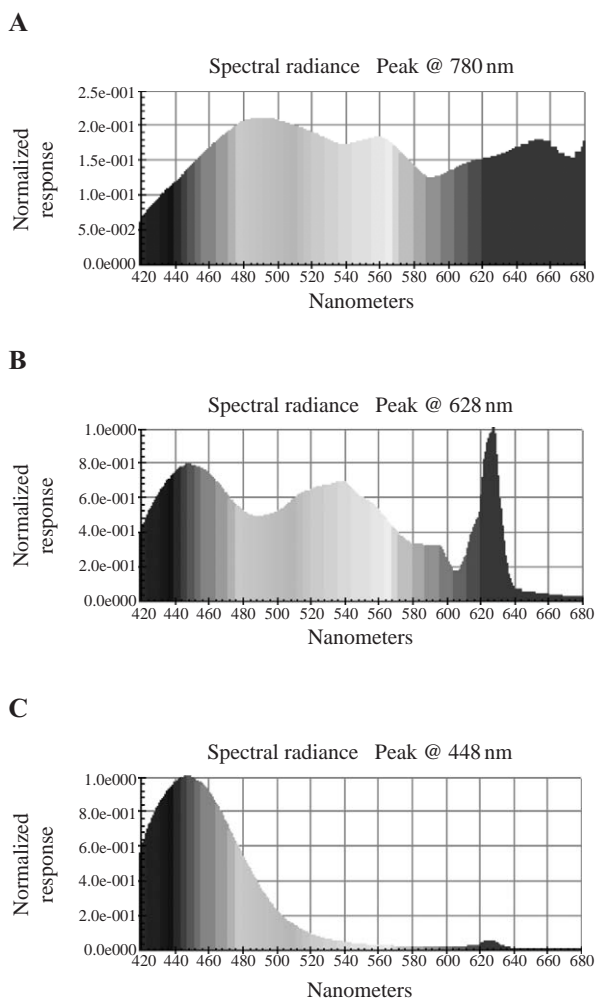 A
Spectral radiance Peak @ 780 nm
Normalized
response
2.5e-001
2.0e-001
1.5e-001
1.0e-001
5.0e-002
0.0e000
420 440 460 480 500 520 540 560 580 600 620 640 660 680
Nanometers
B
Spectral radiance Peak @ 628 nm
Normalized
response
1.0e000
8.0e-001
6.0e-001
4.0e-001
2.0e-001
0.0e000
420 440 460 480 500 520 540 560 580 600 620 640 660 680
Nanometers
C
Spectral radiance Peak @ 448 nm
Normalized
response
1.0e000
8.0e-001
6.0e-001
4.0e-001
2.0e-001
0.0e000
420 440 460 480 500 520 540 560 580 600 620 640 660 680
Nanometers